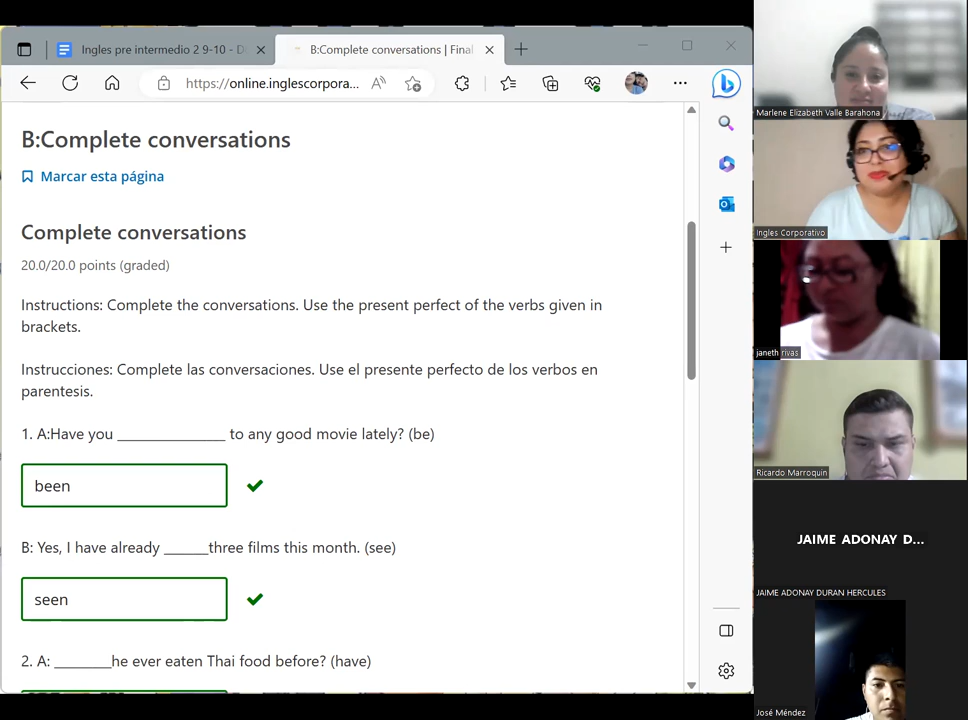 Ingles pre intermedio 2 9-10 - D
B:Complete conversations | Final
https://online.inglescorpora...
B:Complete conversations
Marcar esta página
Complete conversations
20.0/20.0 points (graded)
Instructions: Complete the conversations. Use the present perfect of the verbs given in
brackets.
Instrucciones: Complete las conversaciones. Use el presente perfecto de los verbos en
parentesis.
1. A:Have you ________________ to any good movie lately? (be)
been
B: Yes, I have already ______three films this month. (see)
seen
2. A: ________he ever eaten Thai food before? (have)
Marlene Elizabeth Valle Barahona
Ingles Corporativo
janeth rivas
Ricardo Marroquin
JAIME ADONAY D...
JAIME ADONAY DURAN HERCULES
José Méndez